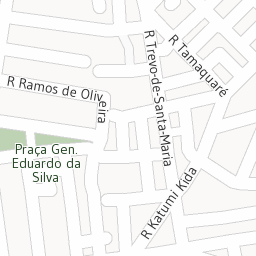 R Trevo-de-Santa-Maria
R Tamaquaré
R Ramos de Oliveira
Praça Gen.
Eduardo da
Silva
R Katumi Kida